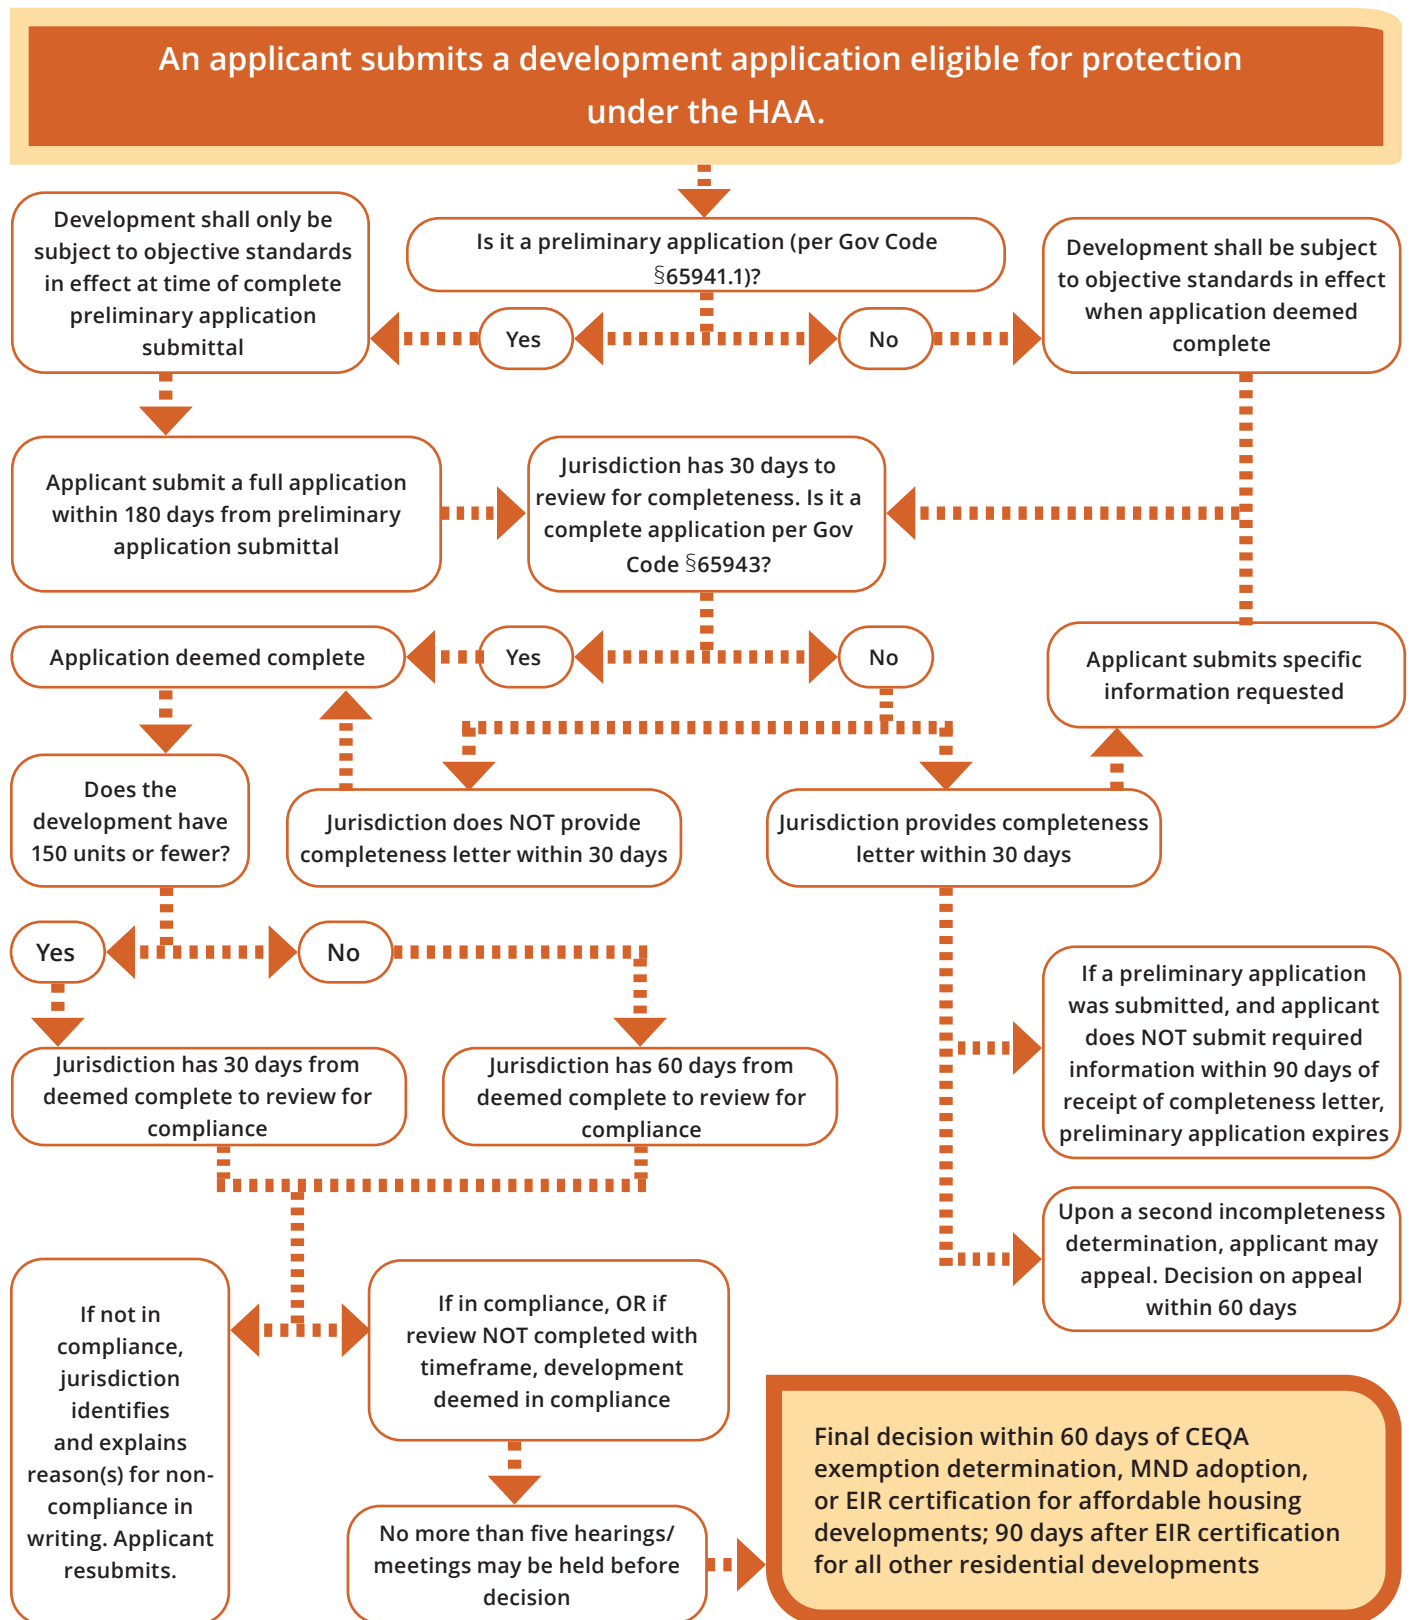 An applicant submits a development application eligible for protection
under the HAA.
Development shall only be
subject to objective standards
in effect at time of complete
preliminary application
submittal
Is it a preliminary application (per Gov Code
§65941.1)?
Development shall be subject
to objective standards in effect
when application deemed
complete
Yes
No
Applicant submit a full application
within 180 days from preliminary
application submittal
Jurisdiction has 30 days to
review for completeness. Is it a
complete application per Gov
Code §65943?
Application deemed complete
Yes
No
Applicant submits specific
information requested
Does the
development have
150 units or fewer?
Jurisdiction does NOT provide
completeness letter within 30 days
Jurisdiction provides completeness
letter within 30 days
Yes
No
If a preliminary application
was submitted, and applicant
does NOT submit required
information within 90 days of
receipt of completeness letter,
preliminary application expires
Jurisdiction has 30 days from
deemed complete to review for
compliance
Jurisdiction has 60 days from
deemed complete to review for
compliance
Upon a second incompleteness
determination, applicant may
appeal. Decision on appeal
within 60 days
If not in
compliance,
jurisdiction
identifies
and explains
reason(s) for non-
compliance in
writing. Applicant
resubmits.
If in compliance, OR if
review NOT completed with
timeframe, development
deemed in compliance
No more than five hearings/
meetings may be held before
decision
Final decision within 60 days of CEQA
exemption determination, MND adoption,
or EIR certification for affordable housing
developments; 90 days after EIR certification
for all other residential developments